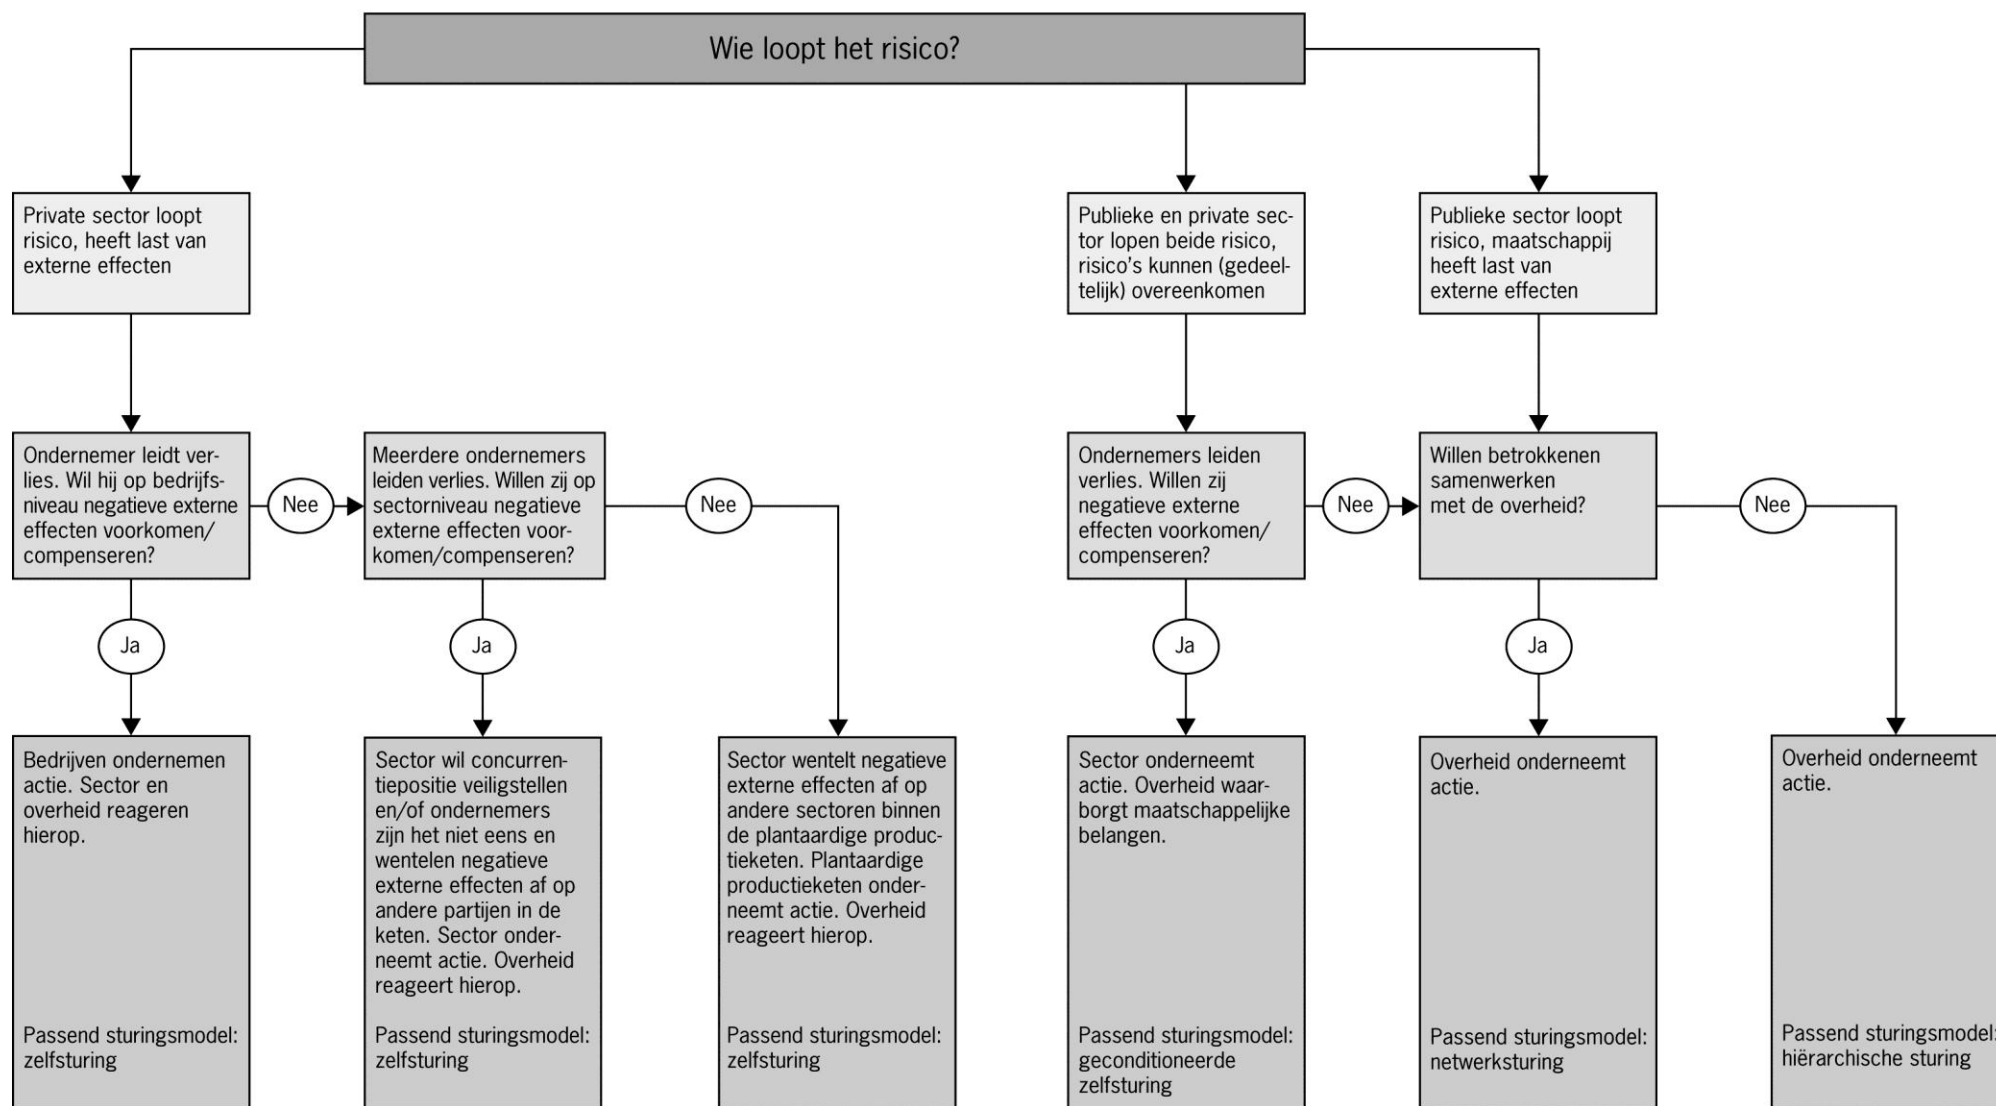 Wie loopt het risico?
Private sector loopt
risico, heeft last van
externe effecten
Publieke en private sec-
tor lopen beide risico,
risico's kunnen (gedeel-
telijk) overeenkomen
Publieke sector loopt
risico, maatschappij
heeft last van
externe effecten
Ondernemer leidt ver-
lies. Wil hij op bedrijfs-
niveau negatieve externe
effecten voorkomen/
compenseren?
Nee
Meerdere ondernemers
leiden verlies. Willen zij op
sectorniveau negatieve
externe effecten voor-
komen/compenseren?
Nee
Ondernemers leiden
verlies. Willen zij
negatieve externe
effecten voorkomen/
compenseren?
Nee
Willen betrokkenen
samenwerken
met de overheid?
Nee
Ja
Ja
Ja
Ja
Bedrijven ondernemen
actie. Sector en
overheid reageren
hierop.
Passend sturingsmodel:
zelfsturing
Sector wil concurren-
tiepositie veiligstellen
en/of ondernemers
zijn het niet eens en
wentelen negatieve
externe effecten af op
andere partijen in de
keten. Sector onder-
neemt actie. Overheid
reageert hierop.
Passend sturingsmodel:
zelfsturing
Sector wentelt negatieve
externe effecten af op
andere sectoren binnen
de plantaardige produc-
tieketen. Plantaardige
productieketen onder-
neemt actie. Overheid
reageert hierop.
Passend sturingsmodel:
zelfsturing
Sector onderneemt
actie. Overheid waar-
borgt maatschappelijke
belangen.
Passend sturingsmodel:
geconditioneerde
zelfsturing
Overheid onderneemt
actie.
Passend sturingsmodel:
netwerksturing
Overheid onderneemt
actie.
Passend sturingsmodel:
hiërarchische sturing